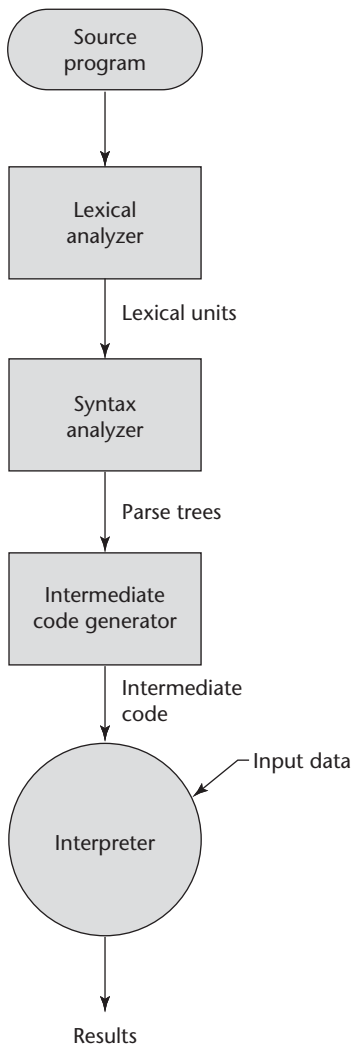 Source
program
Lexical
analyzer
Lexical units
Syntax
analyzer
Parse trees
Intermediate
code generator
Intermediate
code
Input data
Interpreter
Results